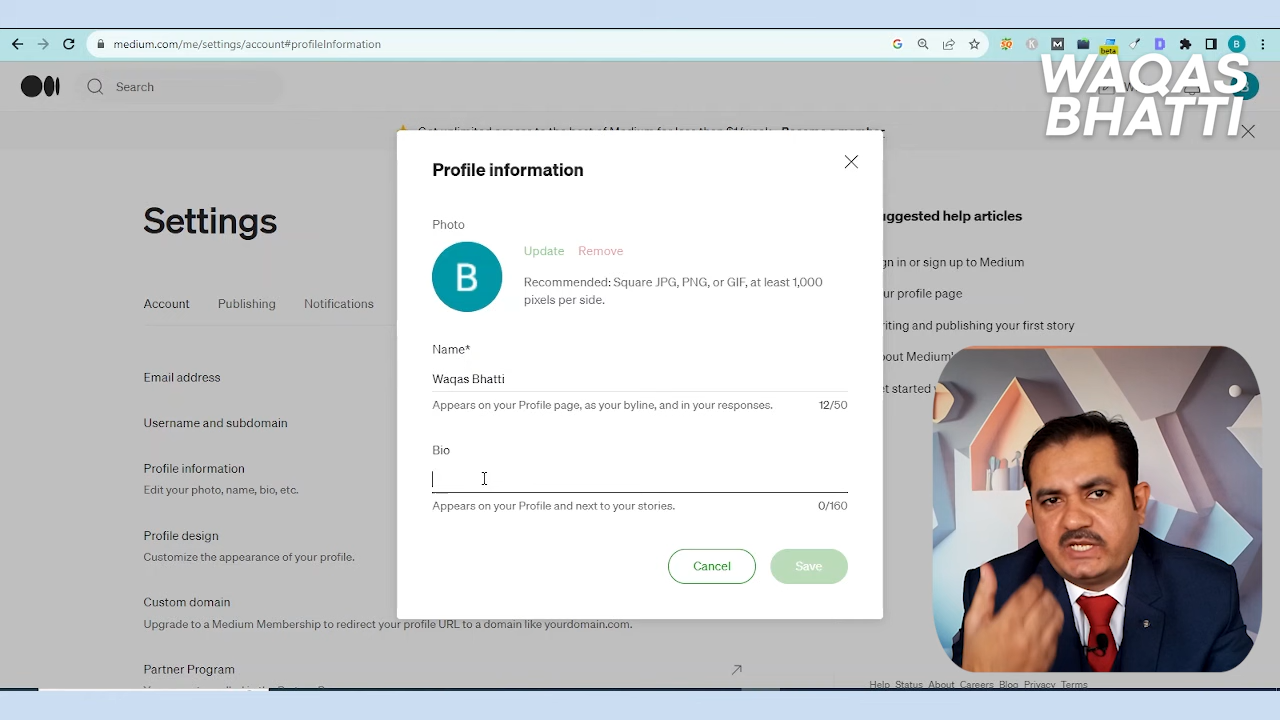 medium.com/me/settings/account#profileInformation
beta
B
WAQAS
BHATTI
Search
Profile information
Settings
Photo
Update Remove
B
Recommended: Square JPG, PNG, or GIF, at least 1,000
pixels per side.
Account Publishing Notifications
Name*
Waqas Bhatti
Appears on your Profile page, as your byline, and in your responses. 12/50
Email address
Username and subdomain
Bio
Profile information
Edit your photo, name, bio, etc.
Appears on your Profile and next to your stories. 0/160
Profile design
Customize the appearance of your profile.
Cancel Save
Custom domain
Upgrade to a Medium Membership to redirect your profile URL to a domain like yourdomain.com.
Partner Program
uggested help articles
gn in or sign up to Medium
ur profile page
riting and publishing your first story
bout Medium'
et started
Help Status About Careers Blog Privacy Terms